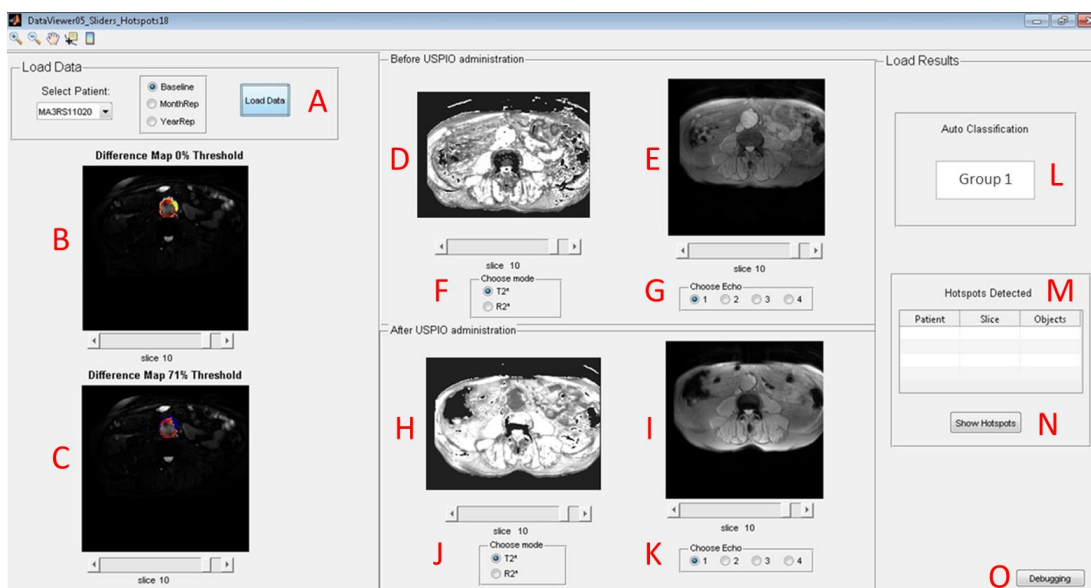 DataViewer05_Sliders_Hotspots18
Load Data
Select Patient:
MA3RS11020
Baseline
MonthRep
YearRep
Load Data
A
Difference Map 0% Threshold
B
slice 10
Difference Map 71% Threshold
C
slice 10
Before USPIO administration
D
E
slice 10
slice 10
F
Choose mode
T2*
R2*
G
Choose Echo
1 2 3 4
After USPIO administration
H
I
slice 10
slice 10
J
Choose mode
T2*
R2*
K
Choose Echo
1 2 3 4
Load Results
Auto Classification
Group 1
L
Hotspots Detected
M
Patient Slice Objects
Show Hotspots
N
O
Debugging